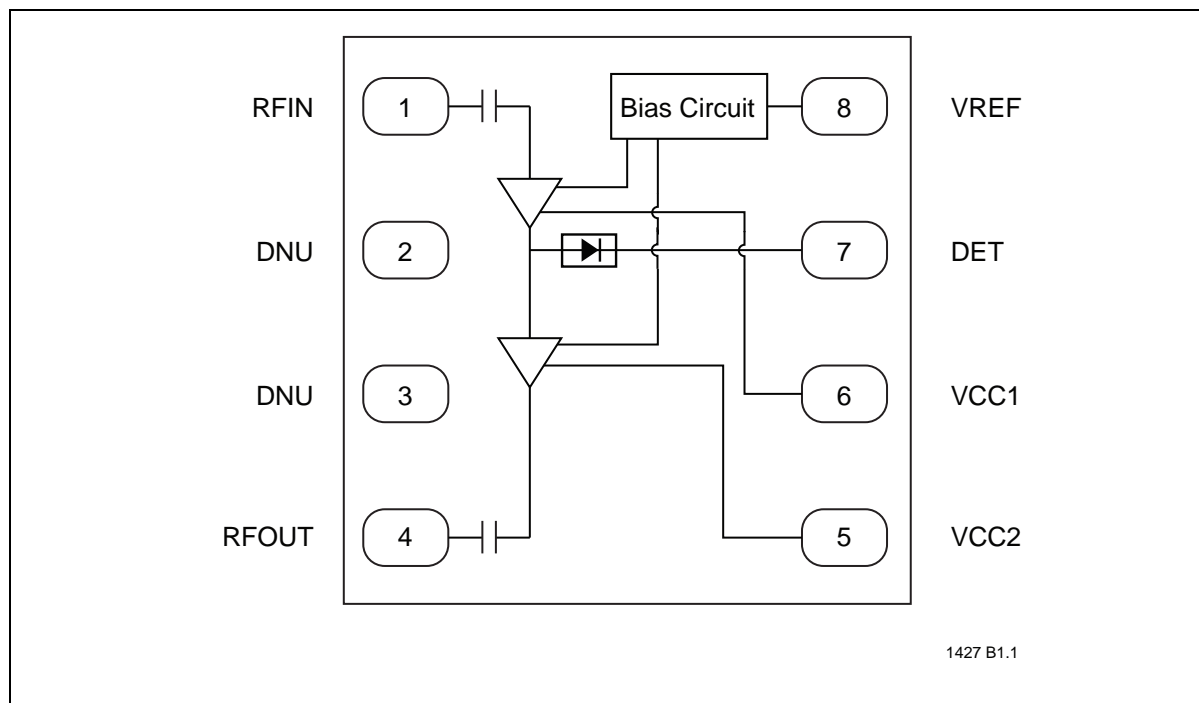 RFIN 1 Bias Circuit 8 VREF
DNU 2 7 DET
DNU 3 6 VCC1
RFOUT 4 5 VCC2
1427 B1.1